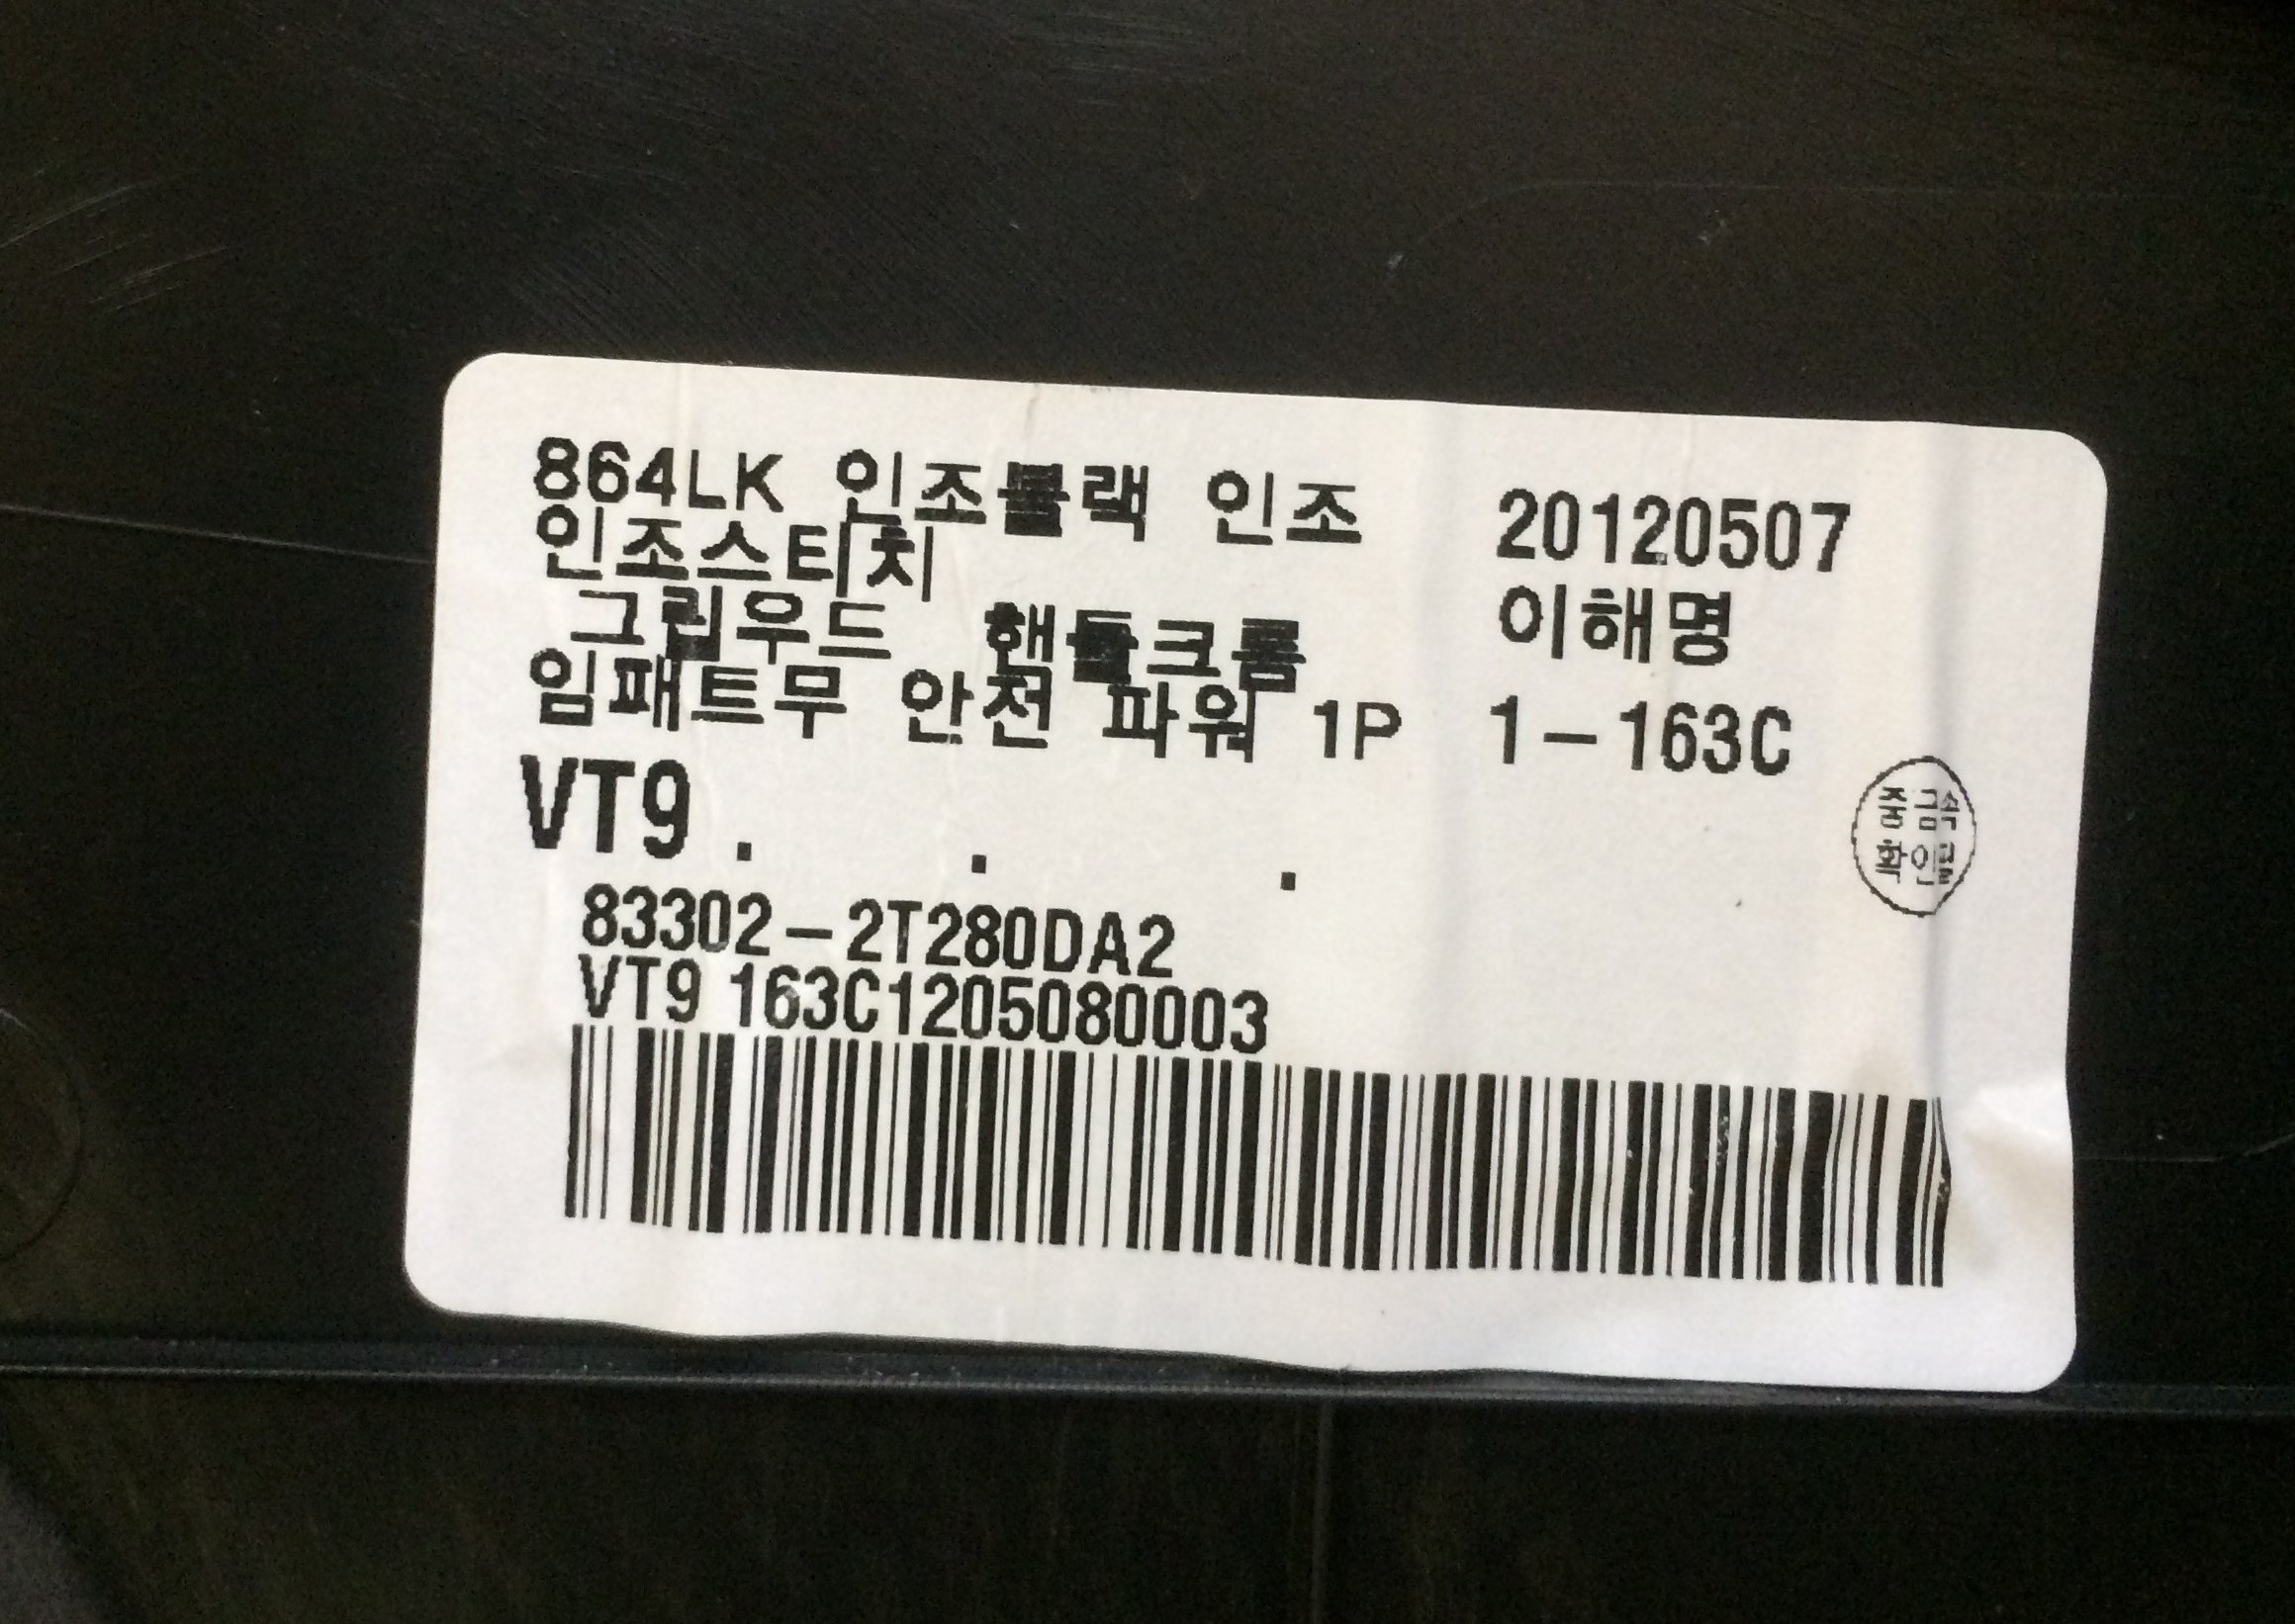 864LK 인조블랙 인조
인조스티치
그립우드 핸들크롬
임패트무 안전 파워 1P
20120507
이해명
1-163C
VT9 . . .
중금속
확인필
83302-2T280DA2
VT9 163C1205080003